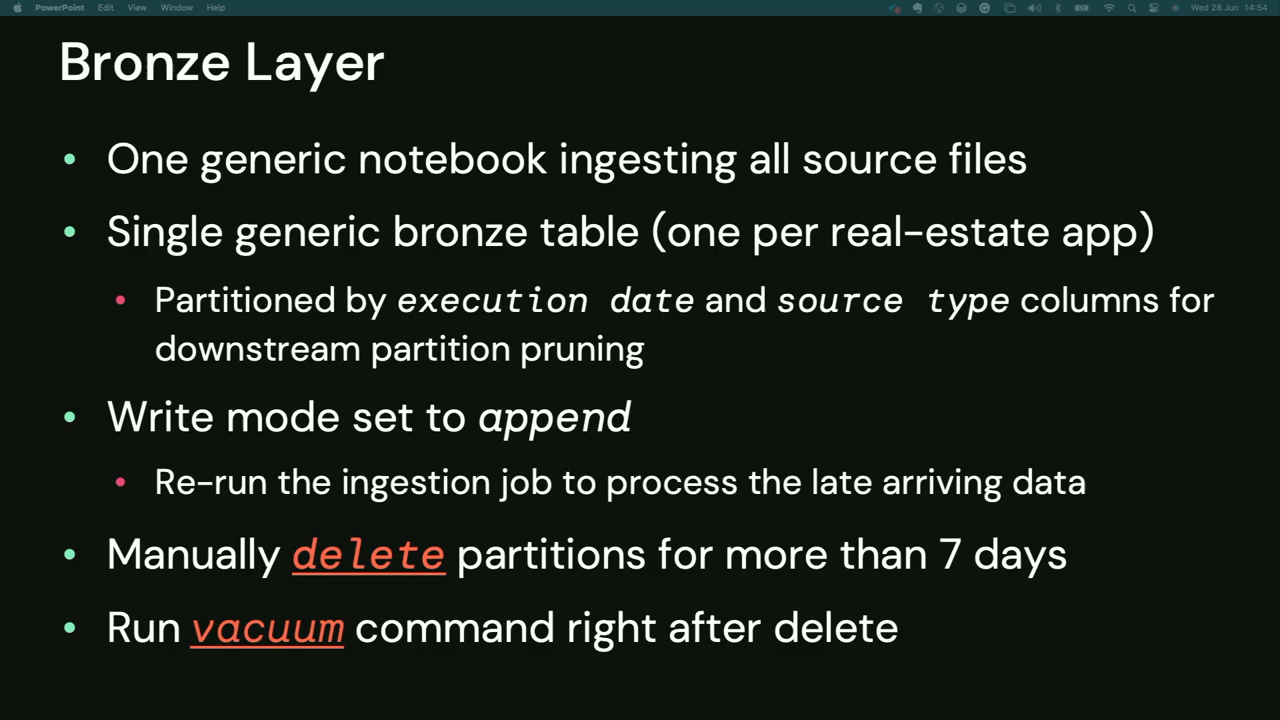 PowerPoint Edit View Window Help Wed 28 Jun 14:54
Bronze Layer
• One generic notebook ingesting all source files
• Single generic bronze table (one per real-estate app)
• Partitioned by execution date and source type columns for
downstream partition pruning
• Write mode set to append
• Re-run the ingestion job to process the late arriving data
• Manually delete partitions for more than 7 days
• Run vacuum command right after delete